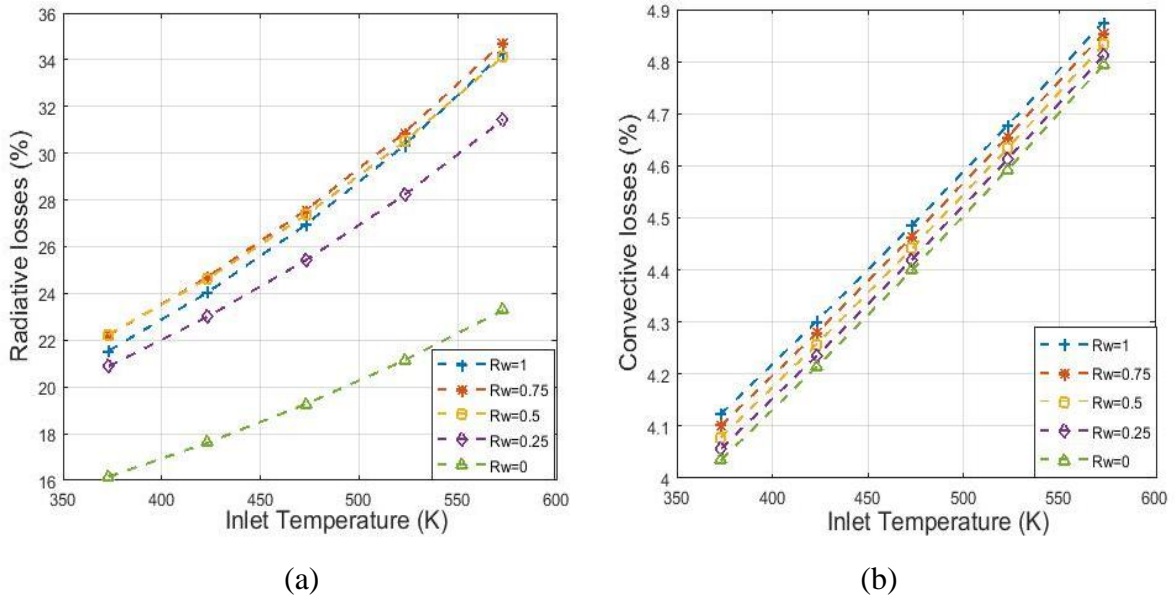 36
34
32
30
28
26
24
22
20
18
16
Radiative losses (%)
350 400 450 500 550 600
Inlet Temperature (K)
Rw=1
Rw=0.75
Rw=0.5
Rw=0.25
Rw=0
(a)
4.9
4.8
4.7
4.6
4.5
4.4
4.3
4.2
4.1
4
Convective losses (%)
350 400 450 500 550 600
Inlet Temperature (K)
Rw=1
Rw=0.75
Rw=0.5
Rw=0.25
Rw=0
(b)